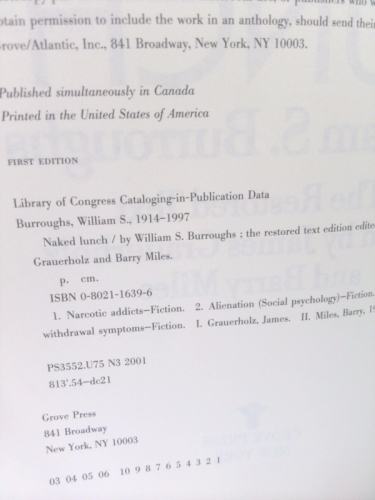 obtain permission to include the work in an anthology, should send their
Grove/Atlantic, Inc., 841 Broadway, New York, NY 10003.
Published simultaneously in Canada
Printed in the United States of America
FIRST EDITION
Library of Congress Cataloging-in-Publication Data
Burroughs, William S., 1914–1997
Naked lunch / by William S. Burroughs ; the restored text edition edite
Grauerholz and Barry Miles.
p. cm.
ISBN 0-8021-1639-6
1. Narcotic addicts–Fiction. 2. Alienation (Social psychology)–Fiction.
withdrawal symptoms–Fiction. I. Grauerholz, James. II. Miles, Barry, 19
PS3552.U75 N3 2001
813'.54–dc21
Grove Press
841 Broadway
New York, NY 10003
03 04 05 06 10 9 8 7 6 5 4 3 2 1